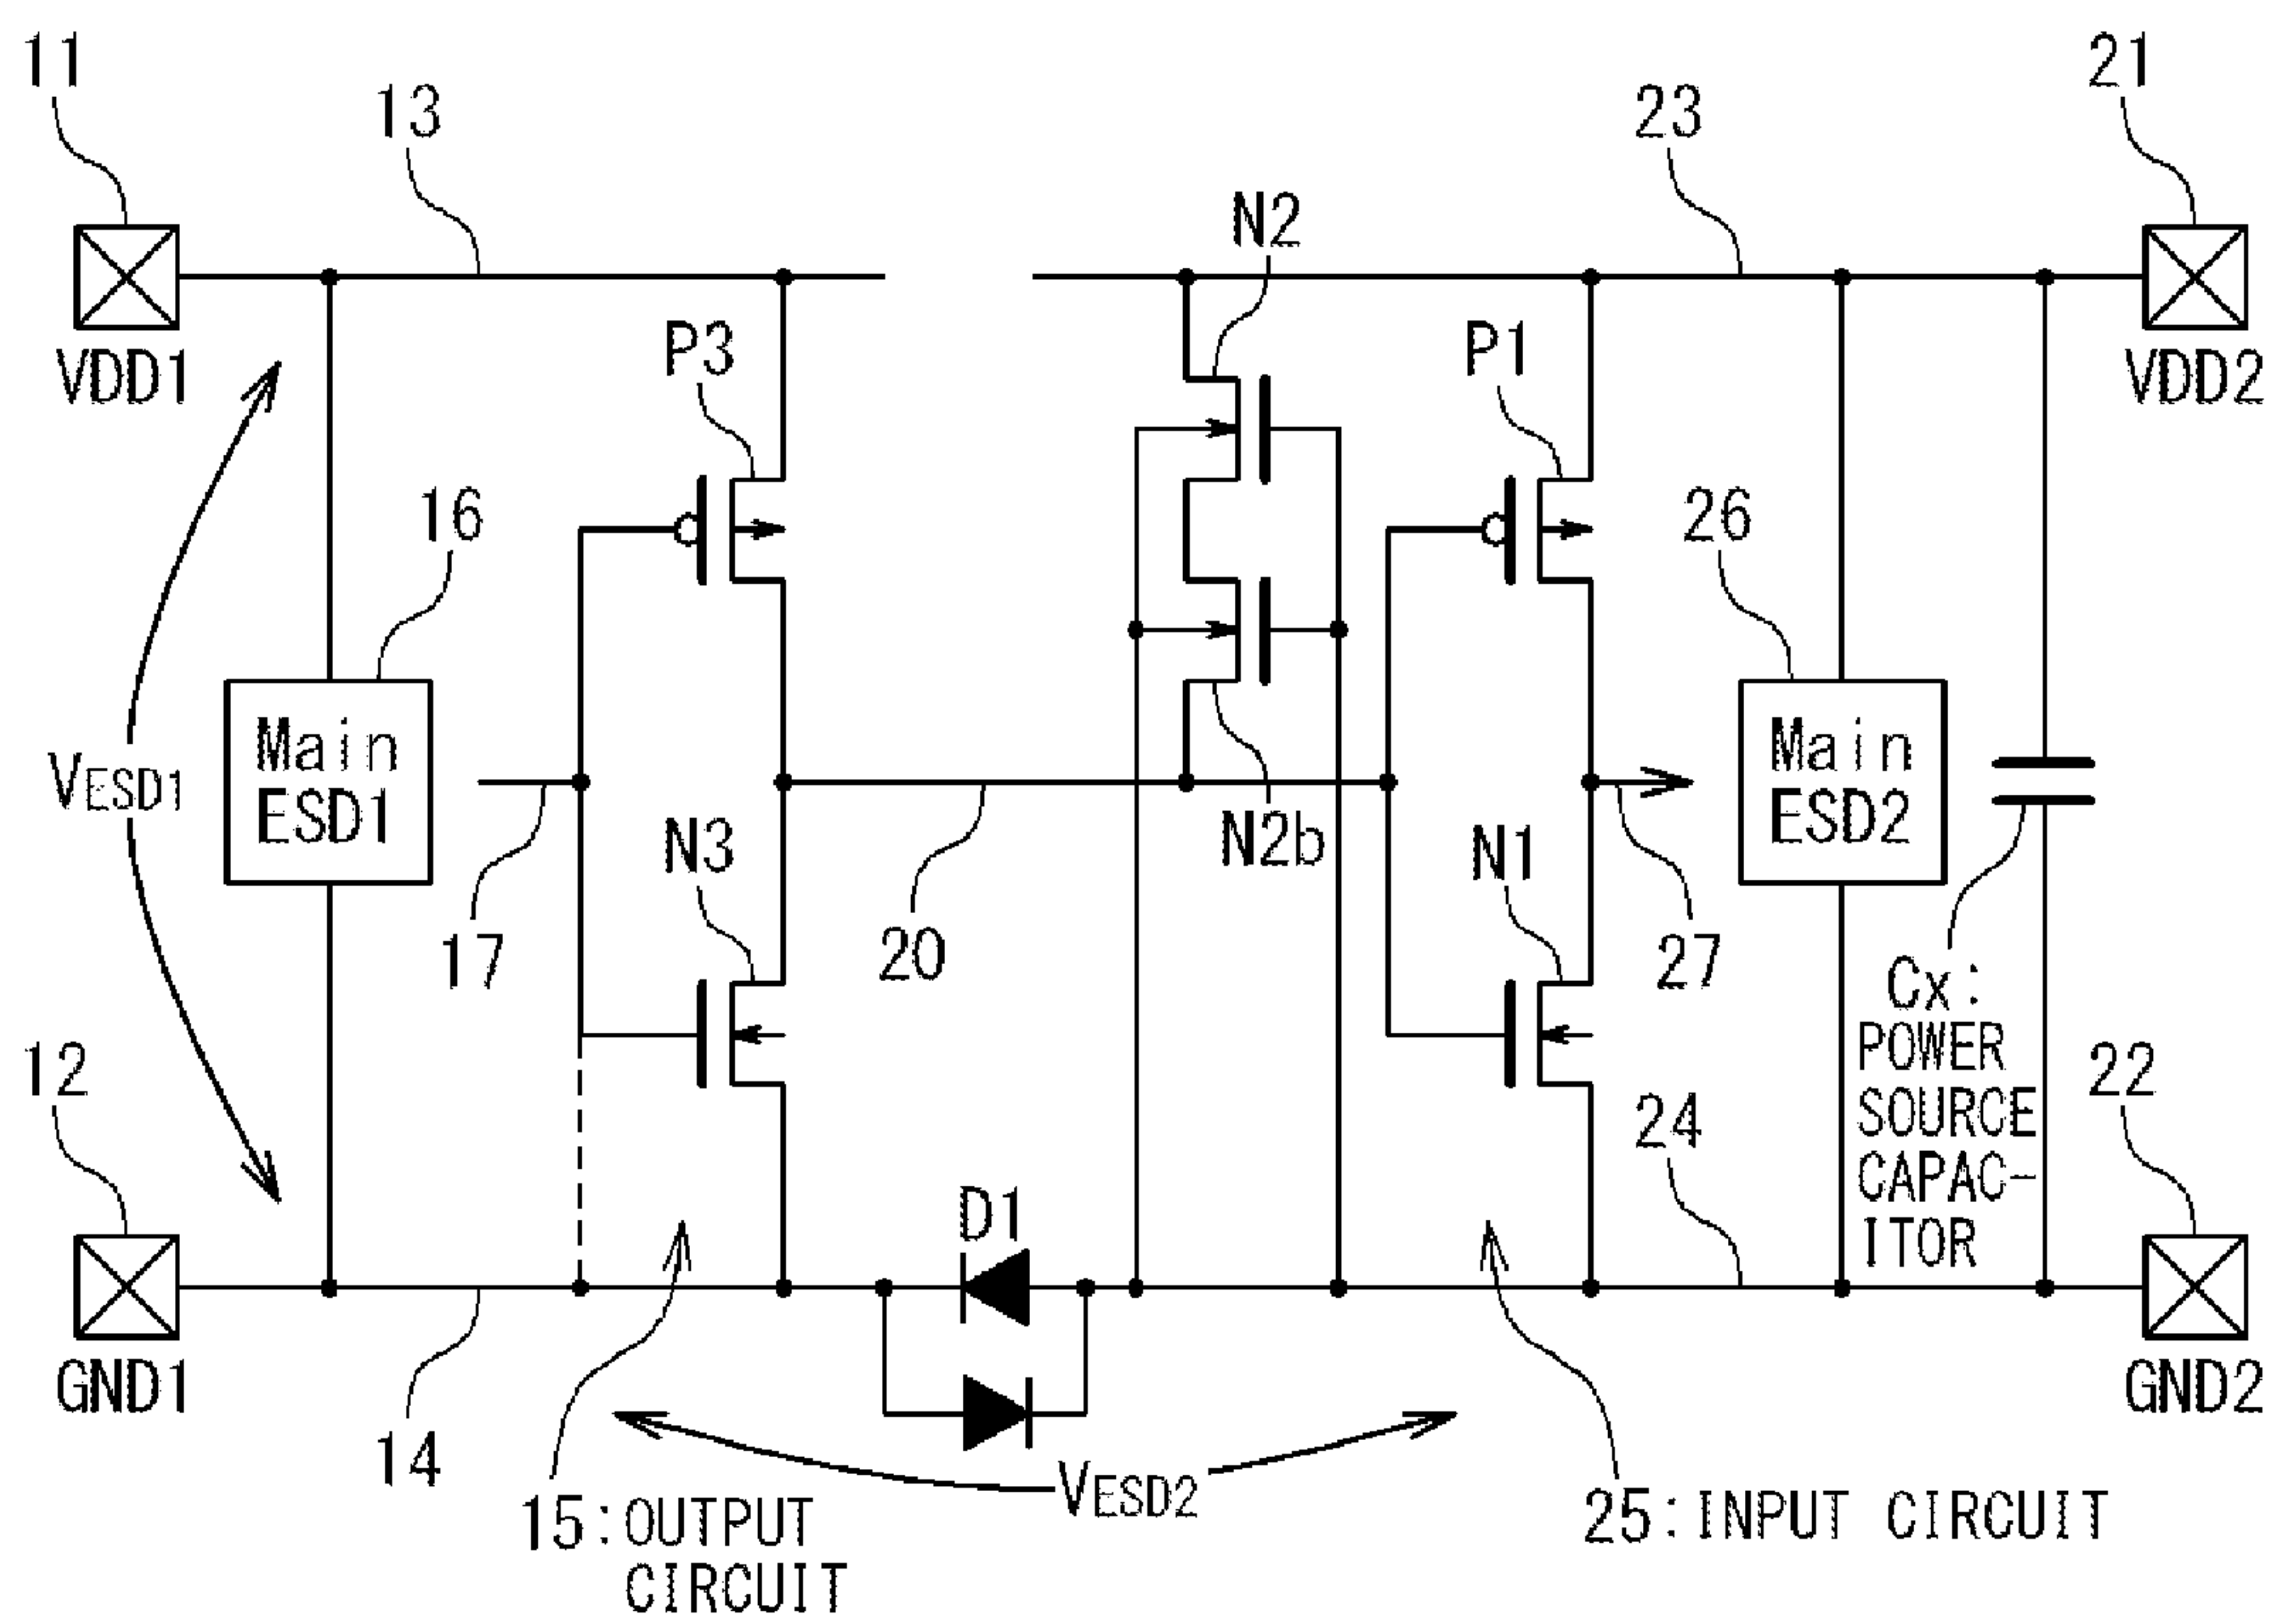 11
13
23
21
N2
VDD1
P3
P1
VDD2
16
26
VESD1
Main
ESD1
Main
ESD2
N3
N2b
N1
17
20
27
Cx:
POWER
SOURCE
CAPAC-
ITOR
12
24
22
D1
GND1
GND2
14
VESD2
15:OUTPUT
CIRCUIT
25:INPUT CIRCUIT